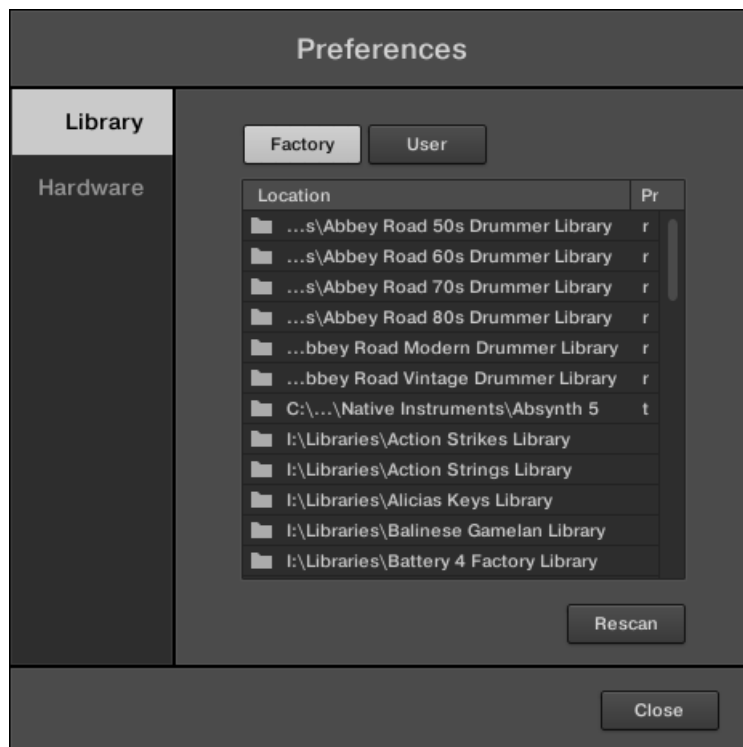 Preferences
Library
Hardware
Factory User
Location Pr
...s\Abbey Road 50s Drummer Library r
...s\Abbey Road 60s Drummer Library r
...s\Abbey Road 70s Drummer Library r
...s\Abbey Road 80s Drummer Library r
...bbey Road Modern Drummer Library r
...bbey Road Vintage Drummer Library r
C:\...\Native Instruments\Absynth 5 t
I:\Libraries\Action Strikes Library
I:\Libraries\Action Strings Library
I:\Libraries\Alicias Keys Library
I:\Libraries\Balinese Gamelan Library
I:\Libraries\Battery 4 Factory Library
Rescan
Close